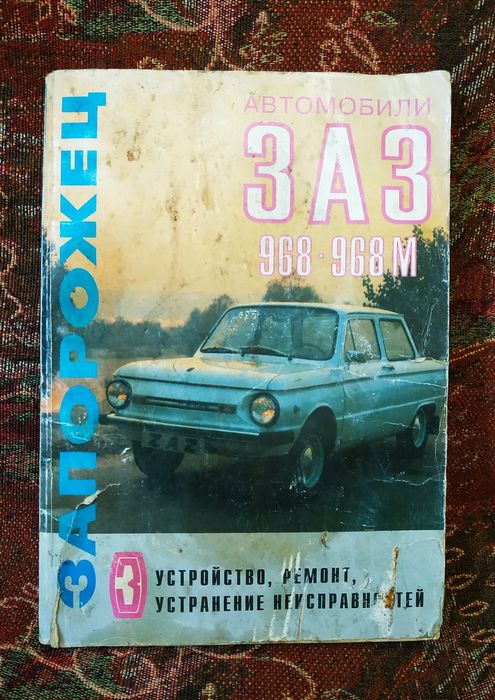 ЗАПОРОЖЕЦ
АВТОМОБИЛИ
ЗАЗ
968·968М
ZAZ
З УСТРОЙСТВО, РЕМОНТ,
УСТРАНЕНИЕ НЕИСПРАВНОСТЕЙ